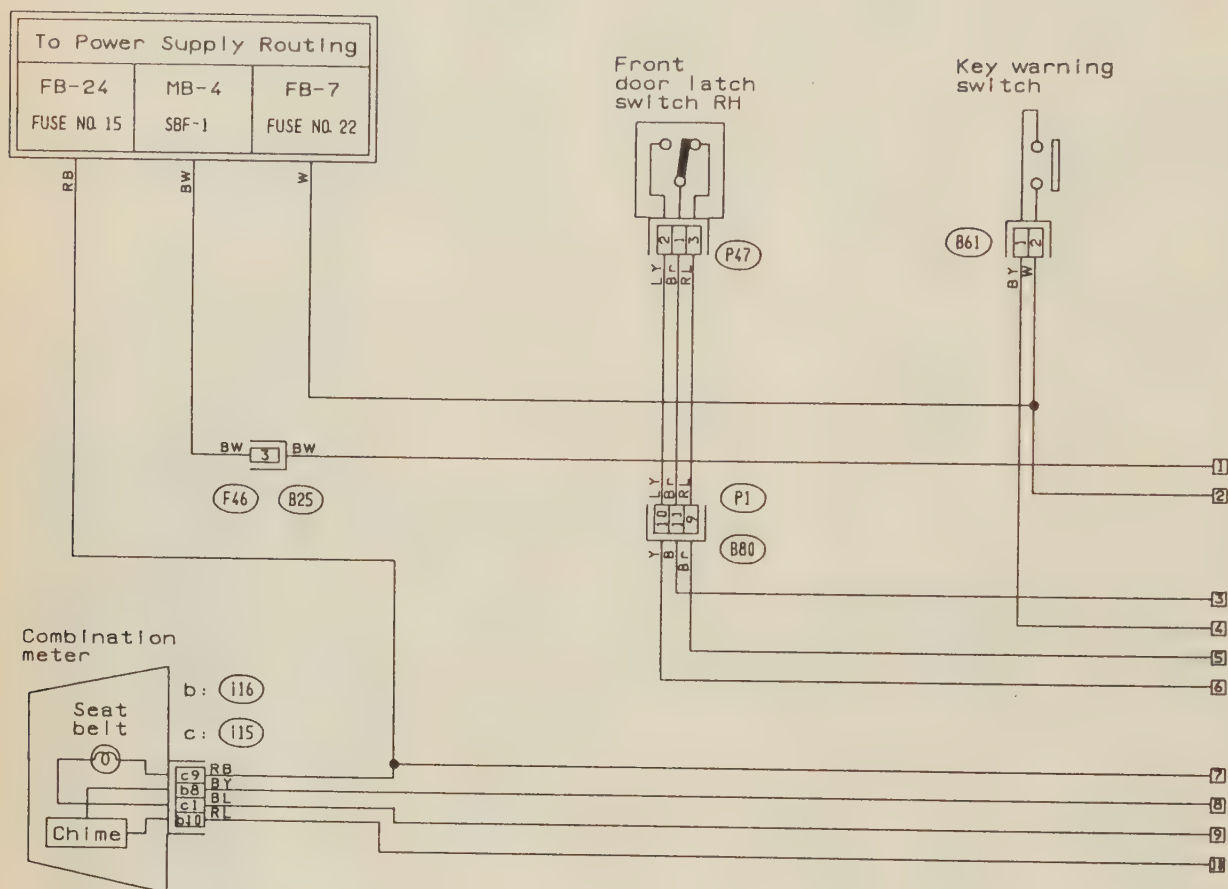 To Power Supply Routing
FB-24 MB-4 FB-7
FUSE NO. 15 SBF-1 FUSE NO. 22
RB BW W
Front
door latch
switch RH
2 1 3
P47
LY Br RL
Key warning
switch
B61
1 2
BY W
BW 3 BW
F46 B25
1
2
LY Br RL
P1
10 11 9
B80
Y B Br
3
4
5
6
Combination
meter
b: i16
c: i15
Seat
belt
Chime
c9 RB
b8 BY
c1 BL
b10 RL
7
8
9
10